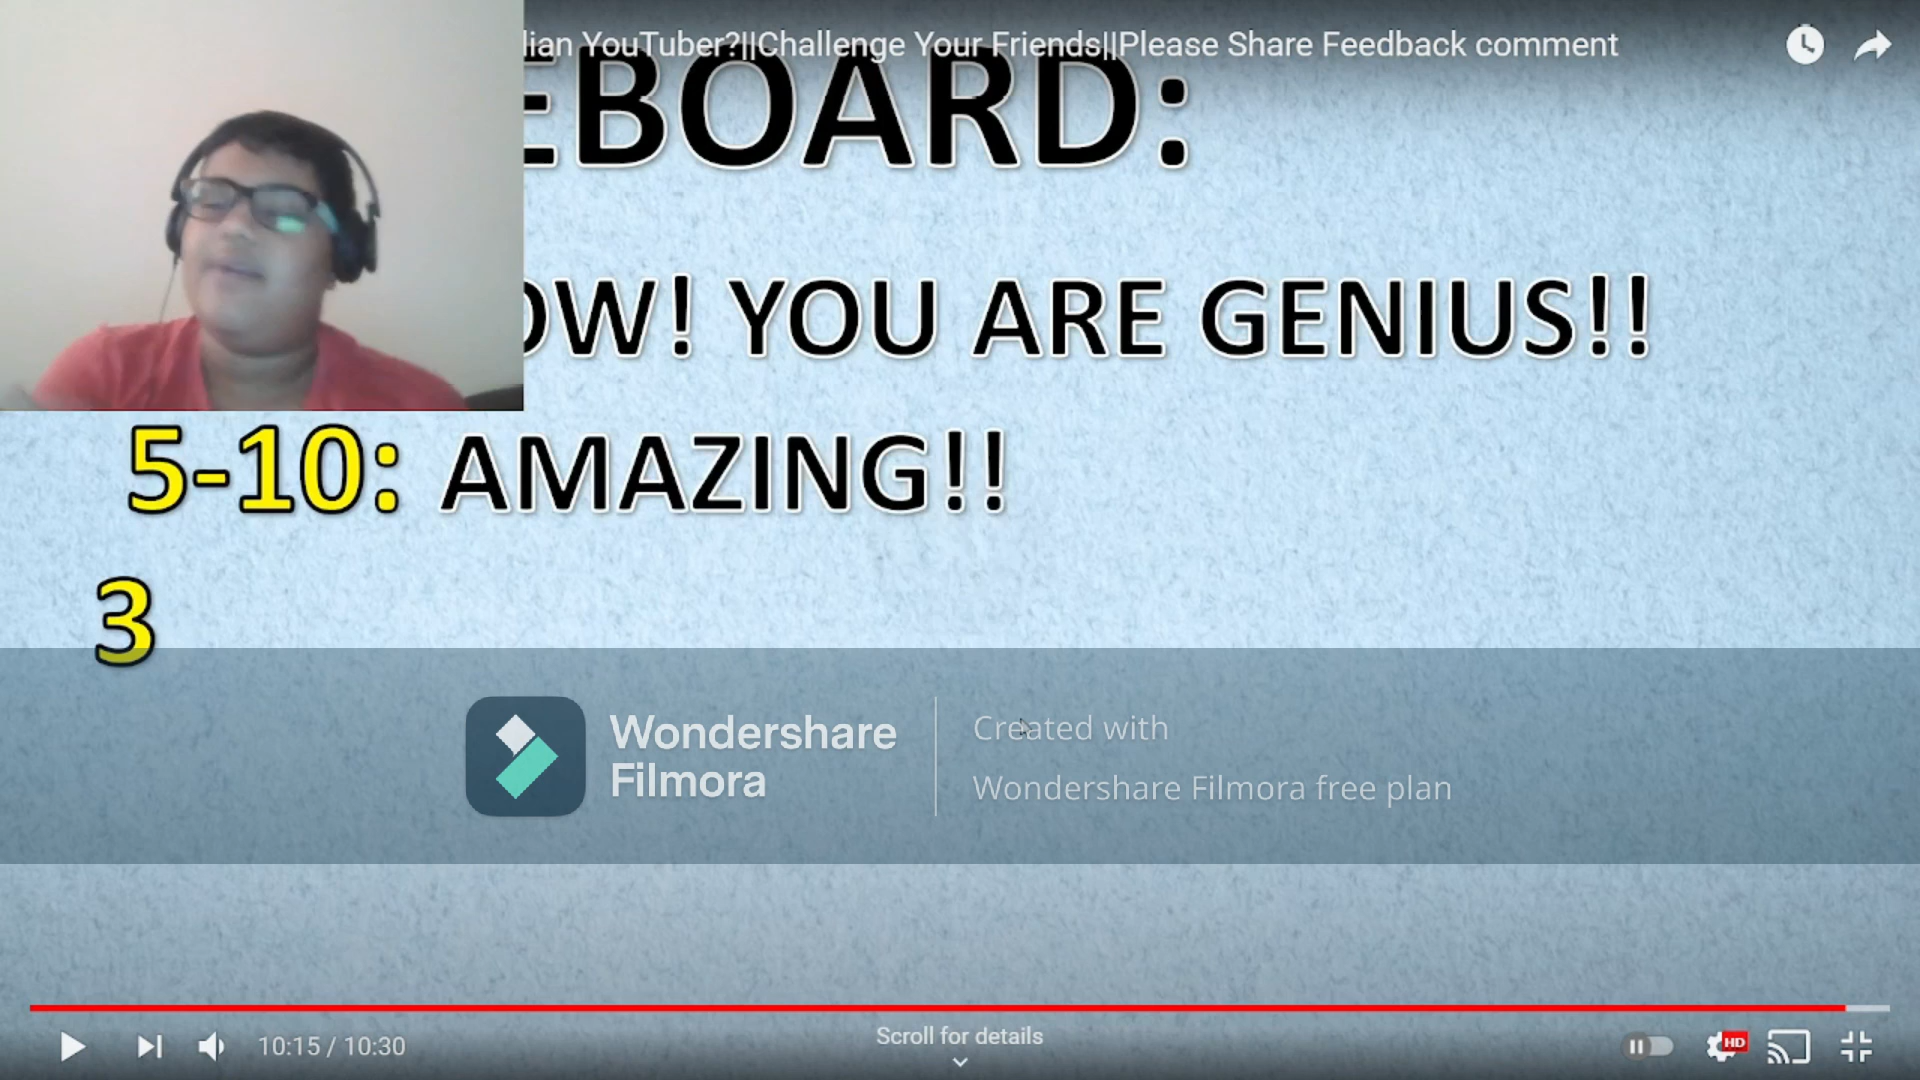 YouTuber?||Challenge Your Friends||Please Share Feedback comment
EBOARD:
OW! YOU ARE GENIUS!!
5-10: AMAZING!!
3
Wondershare
Filmora
Created with
Wondershare Filmora free plan
10:15 / 10:30
Scroll for details
HD